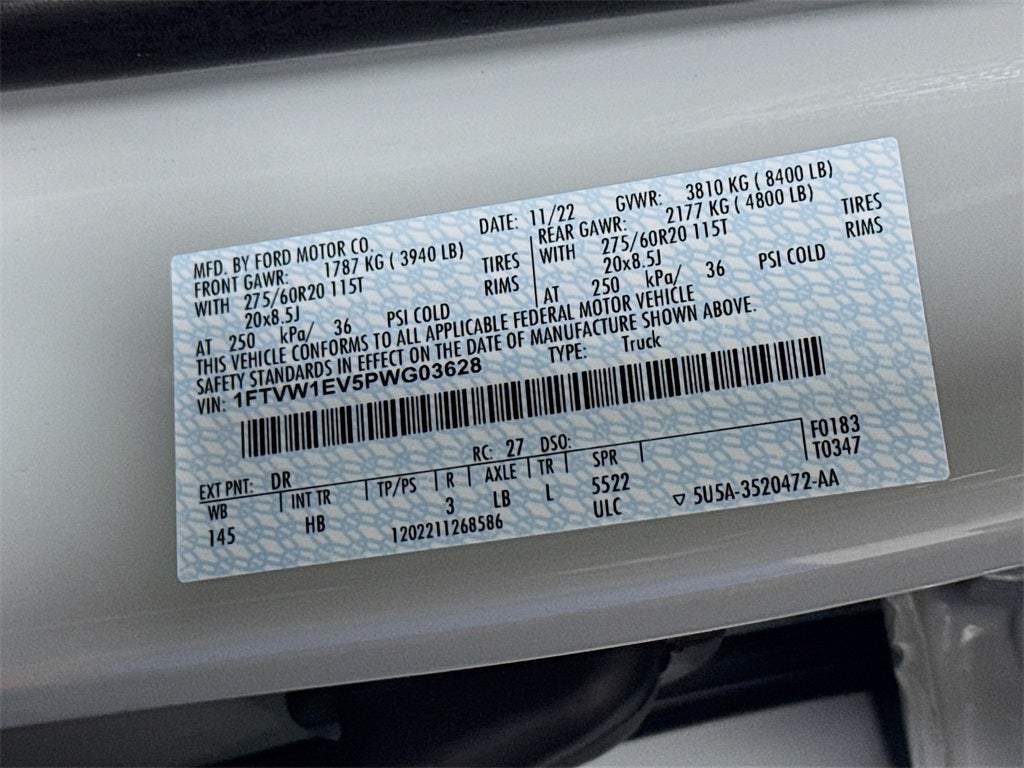 MFD. BY FORD MOTOR CO. DATE: 11/22 GVWR: 3810 KG ( 8400 LB)
FRONT GAWR: 1787 KG ( 3940 LB) REAR GAWR: 2177 KG ( 4800 LB)
WITH 275/60R20 115T TIRES WITH 275/60R20 115T TIRES
20x8.5J RIMS 20x8.5J RIMS
AT 250 kPa/ 36 PSI COLD AT 250 kPa/ 36 PSI COLD
THIS VEHICLE CONFORMS TO ALL APPLICABLE FEDERAL MOTOR VEHICLE
SAFETY STANDARDS IN EFFECT ON THE DATE OF MANUFACTURE SHOWN ABOVE.
VIN: 1FTVW1EV5PWG03628 TYPE: Truck
F0183
T0347
EXT PNT: DR RC: 27 DSO:
WB INT TR TP/PS R AXLE TR SPR
145 HB 3 LB L 5522
1202211268586 ULC ▽ 5U5A-3520472-AA